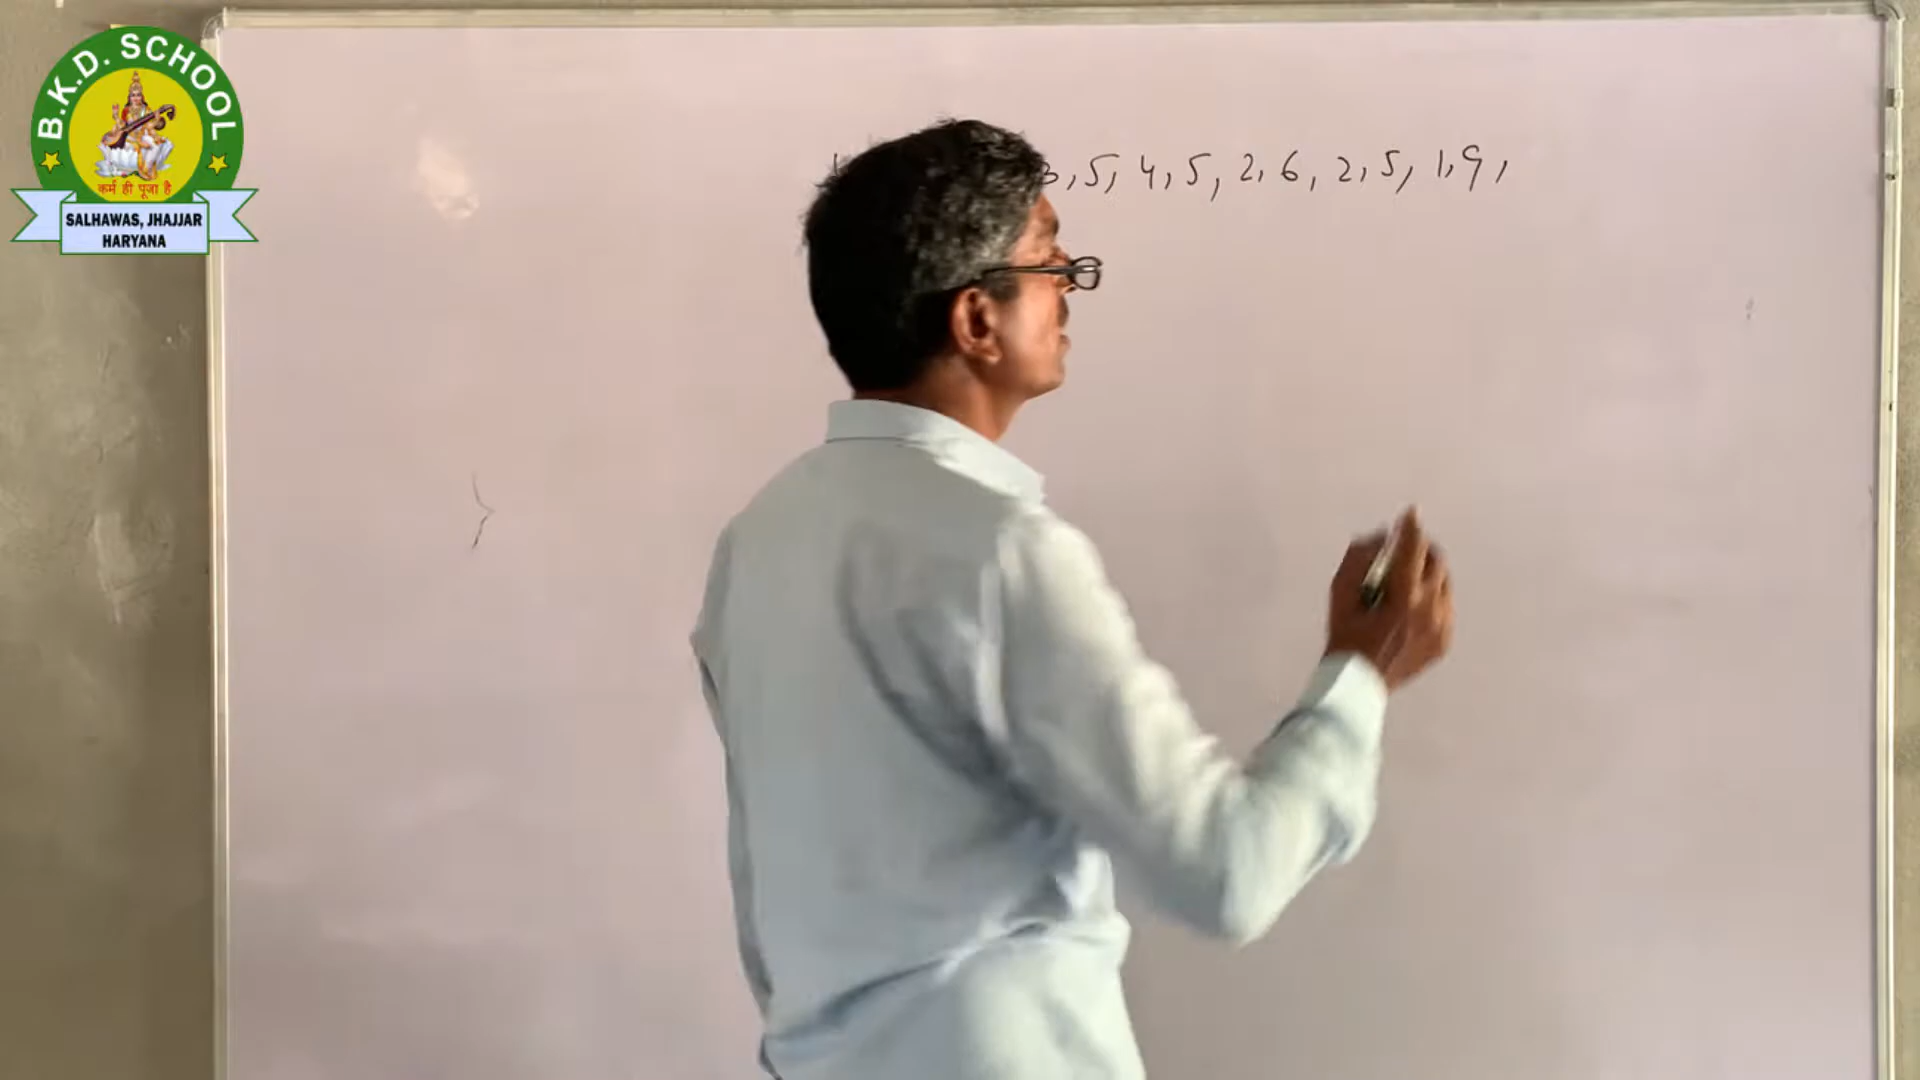 B.K.D. SCHOOL
कर्म ही पूजा है
SALHAWAS, JHAJJAR
HARYANA
3, 5, 4, 5, 2, 6, 2, 5, 1, 9,